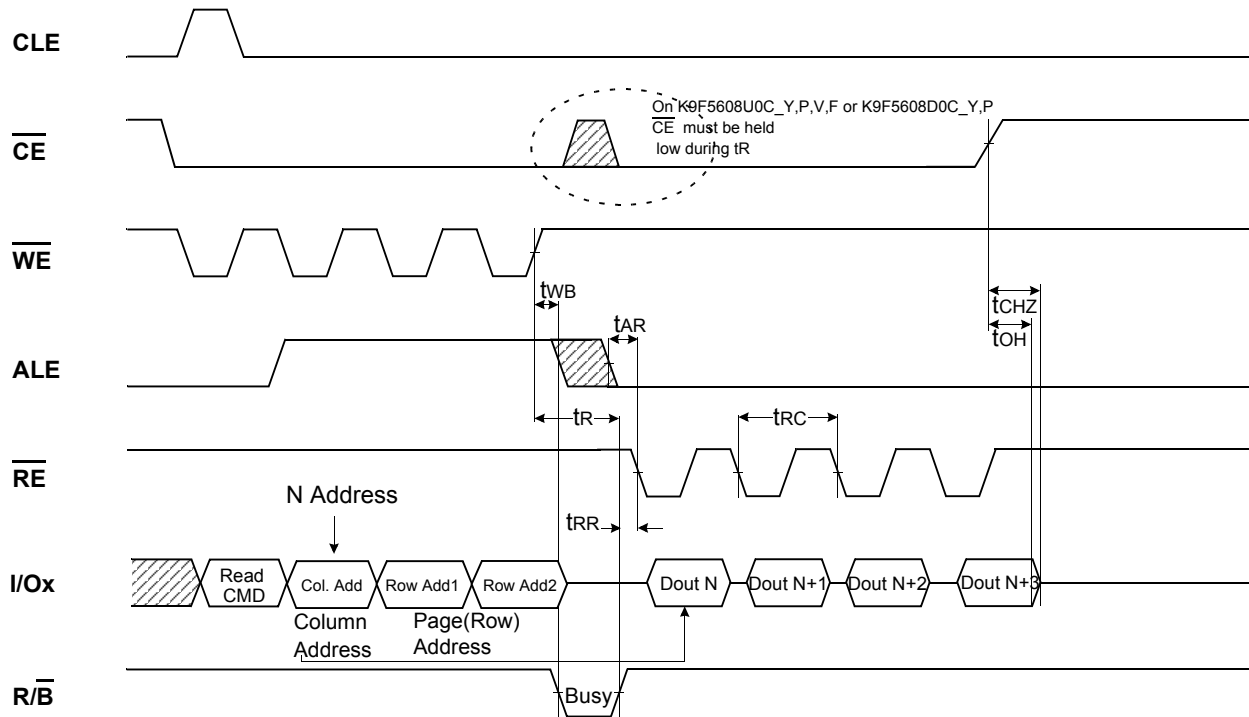 CLE
On K9F5608U0C_Y,P,V,F or K9F5608D0C_Y,P
CE must be held
low during tR
CE
WE
tWB
tCHZ
tAR
tOH
ALE
tR
tRC
RE
N Address
tRR
I/Ox
Read
CMD
Col. Add
Row Add1
Row Add2
Dout N
Dout N+1
Dout N+2
Dout N+3
Column
Address
Page(Row)
Address
R/B
Busy